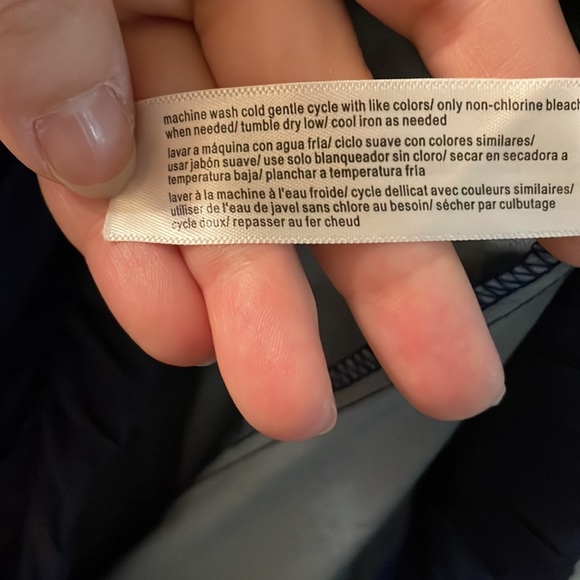 machine wash cold gentle cycle with like colors/ only non-chlorine bleach
when needed/ tumble dry low/ cool iron as needed
lavar a máquina con agua fria/ ciclo suave con colores similares/
usar jabón suave/ use solo blanqueador sin cloro/ secar en secadora a
temperatura baja/ planchar a temperatura fria
laver à la machine à l'eau froide/ cycle dellicat avec couleurs similaires/
utiliser de l'eau de javel sans chlore au besoin/ sécher par culbutage
cycle doux/ repasser au fer cheud